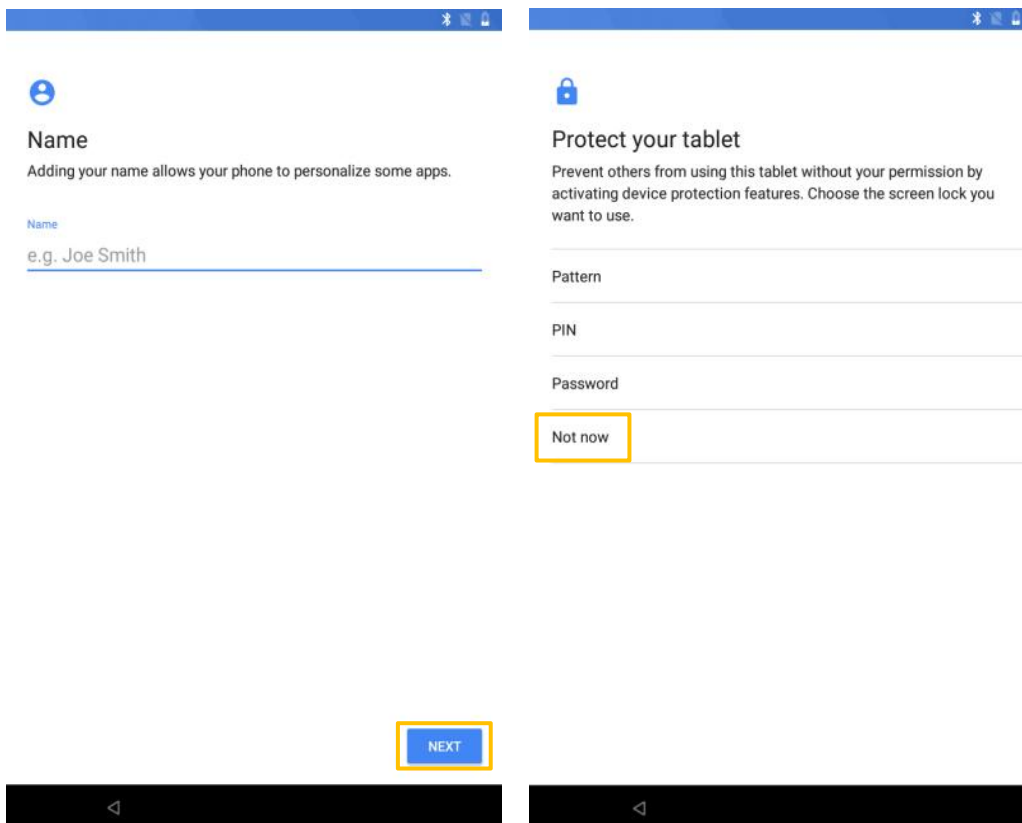 Name
Adding your name allows your phone to personalize some apps.
Name
e.g. Joe Smith
NEXT
Protect your tablet
Prevent others from using this tablet without your permission by
activating device protection features. Choose the screen lock you
want to use.
Pattern
PIN
Password
Not now